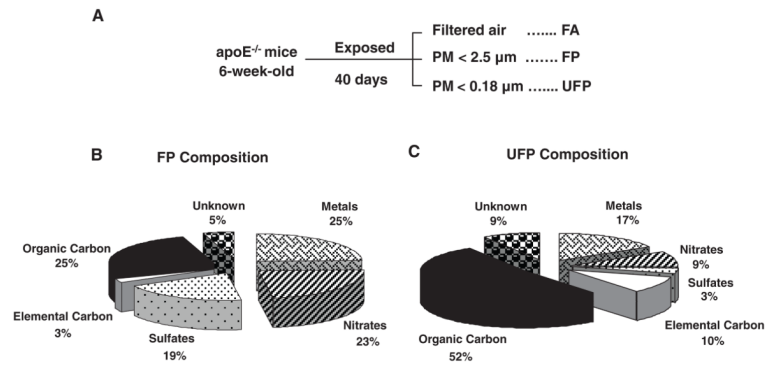 A
apoE-/- mice
6-week-old
Exposed
40 days
Filtered air ....... FA
PM < 2.5 µm ....... FP
PM < 0.18 µm ....... UFP
B
FP Composition
Unknown
5%
Metals
25%
Organic Carbon
25%
Elemental Carbon
3%
Sulfates
19%
Nitrates
23%
C
UFP Composition
Unknown
9%
Metals
17%
Nitrates
9%
Sulfates
3%
Elemental Carbon
10%
Organic Carbon
52%